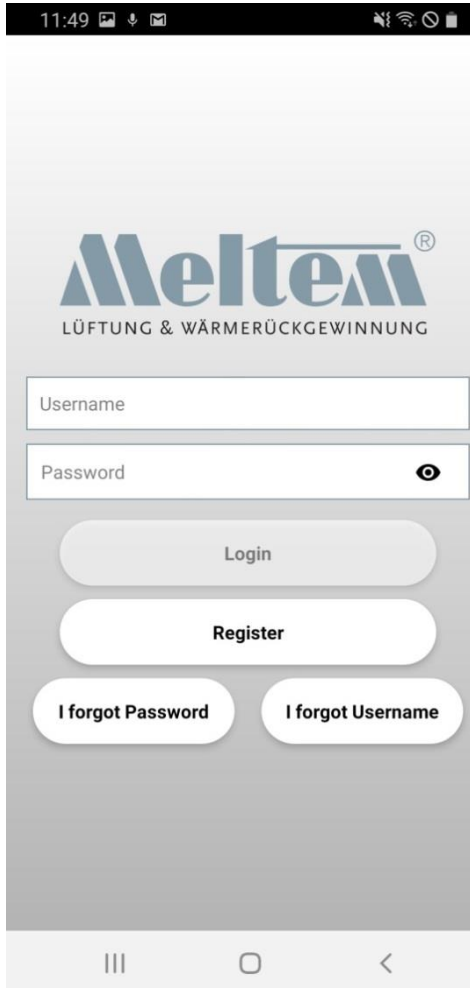 11:49
Meltem®
LÜFTUNG & WÄRMERÜCKGEWINNUNG
Username
Password
Login
Register
I forgot Password I forgot Username